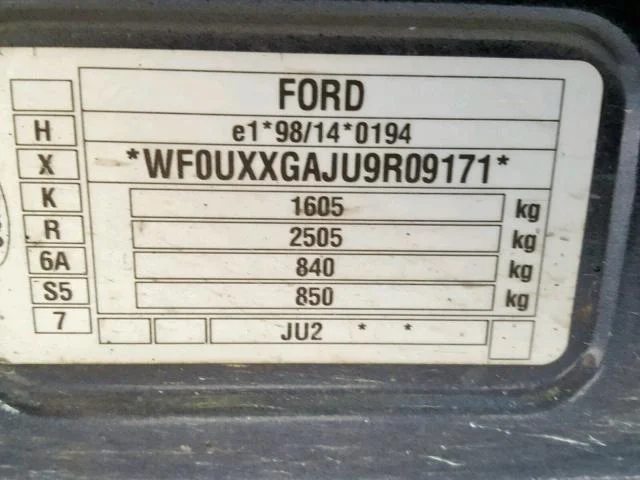 FORD
H e1*98/14*0194
X *WF0UXXGAJU9R09171*
K 1605 kg
R 2505 kg
6A 840 kg
S5 850 kg
7 JU2 * *